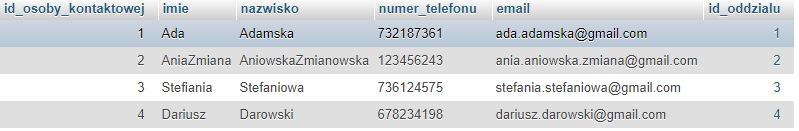 id_osoby_kontaktowej imie nazwisko numer_telefonu email id_oddzialu
1 Ada Adamska 732187361 ada.adamska@gmail.com 1
2 AniaZmiana AniowskaZmianowska 123456243 ania.aniowska.zmiana@gmail.com 2
3 Stefiania Stefaniowa 736124575 stefania.stefaniowa@gmail.com 3
4 Dariusz Darowski 678234198 dariusz.darowski@gmail.com 4